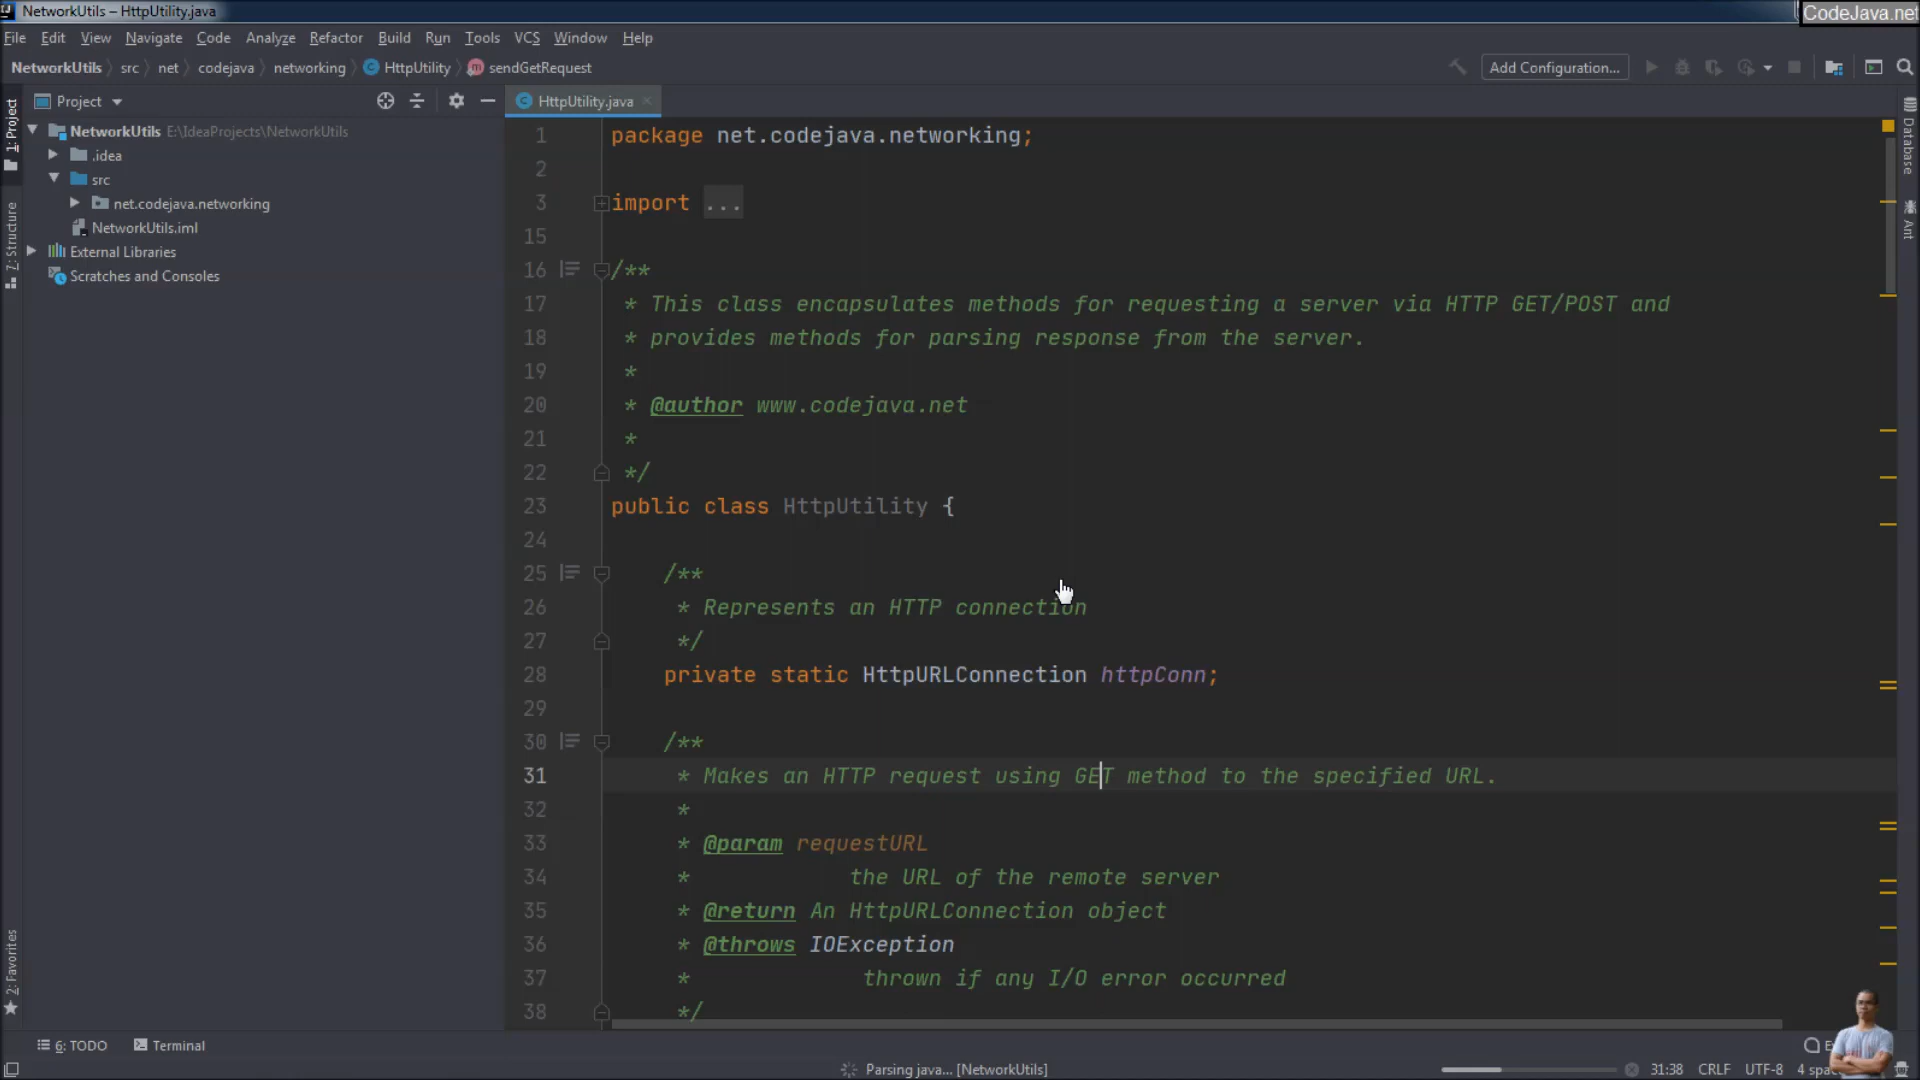 NetworkUtils – HttpUtility.java
CodeJava.net
File Edit View Navigate Code Analyze Refactor Build Run Tools VCS Window Help
NetworkUtils src net codejava networking HttpUtility sendGetRequest
Add Configuration...
Project
HttpUtility.java
1: Project
7: Structure
2: Favorites
NetworkUtils E:\IdeaProjects\NetworkUtils
.idea
src
net.codejava.networking
NetworkUtils.iml
External Libraries
Scratches and Consoles
1 package net.codejava.networking;
2
3 import ...
15
16 /**
17 * This class encapsulates methods for requesting a server via HTTP GET/POST and
18 * provides methods for parsing response from the server.
19 *
20 * @author www.codejava.net
21 *
22 */
23 public class HttpUtility {
24
25 /**
26 * Represents an HTTP connection
27 */
28 private static HttpURLConnection httpConn;
29
30 /**
31 * Makes an HTTP request using GET method to the specified URL.
32 *
33 * @param requestURL
34 * the URL of the remote server
35 * @return An HttpURLConnection object
36 * @throws IOException
37 * thrown if any I/O error occurred
38 */
Database
Ant
6: TODO Terminal
Parsing java... [NetworkUtils]
31:38 CRLF UTF-8 4 spac